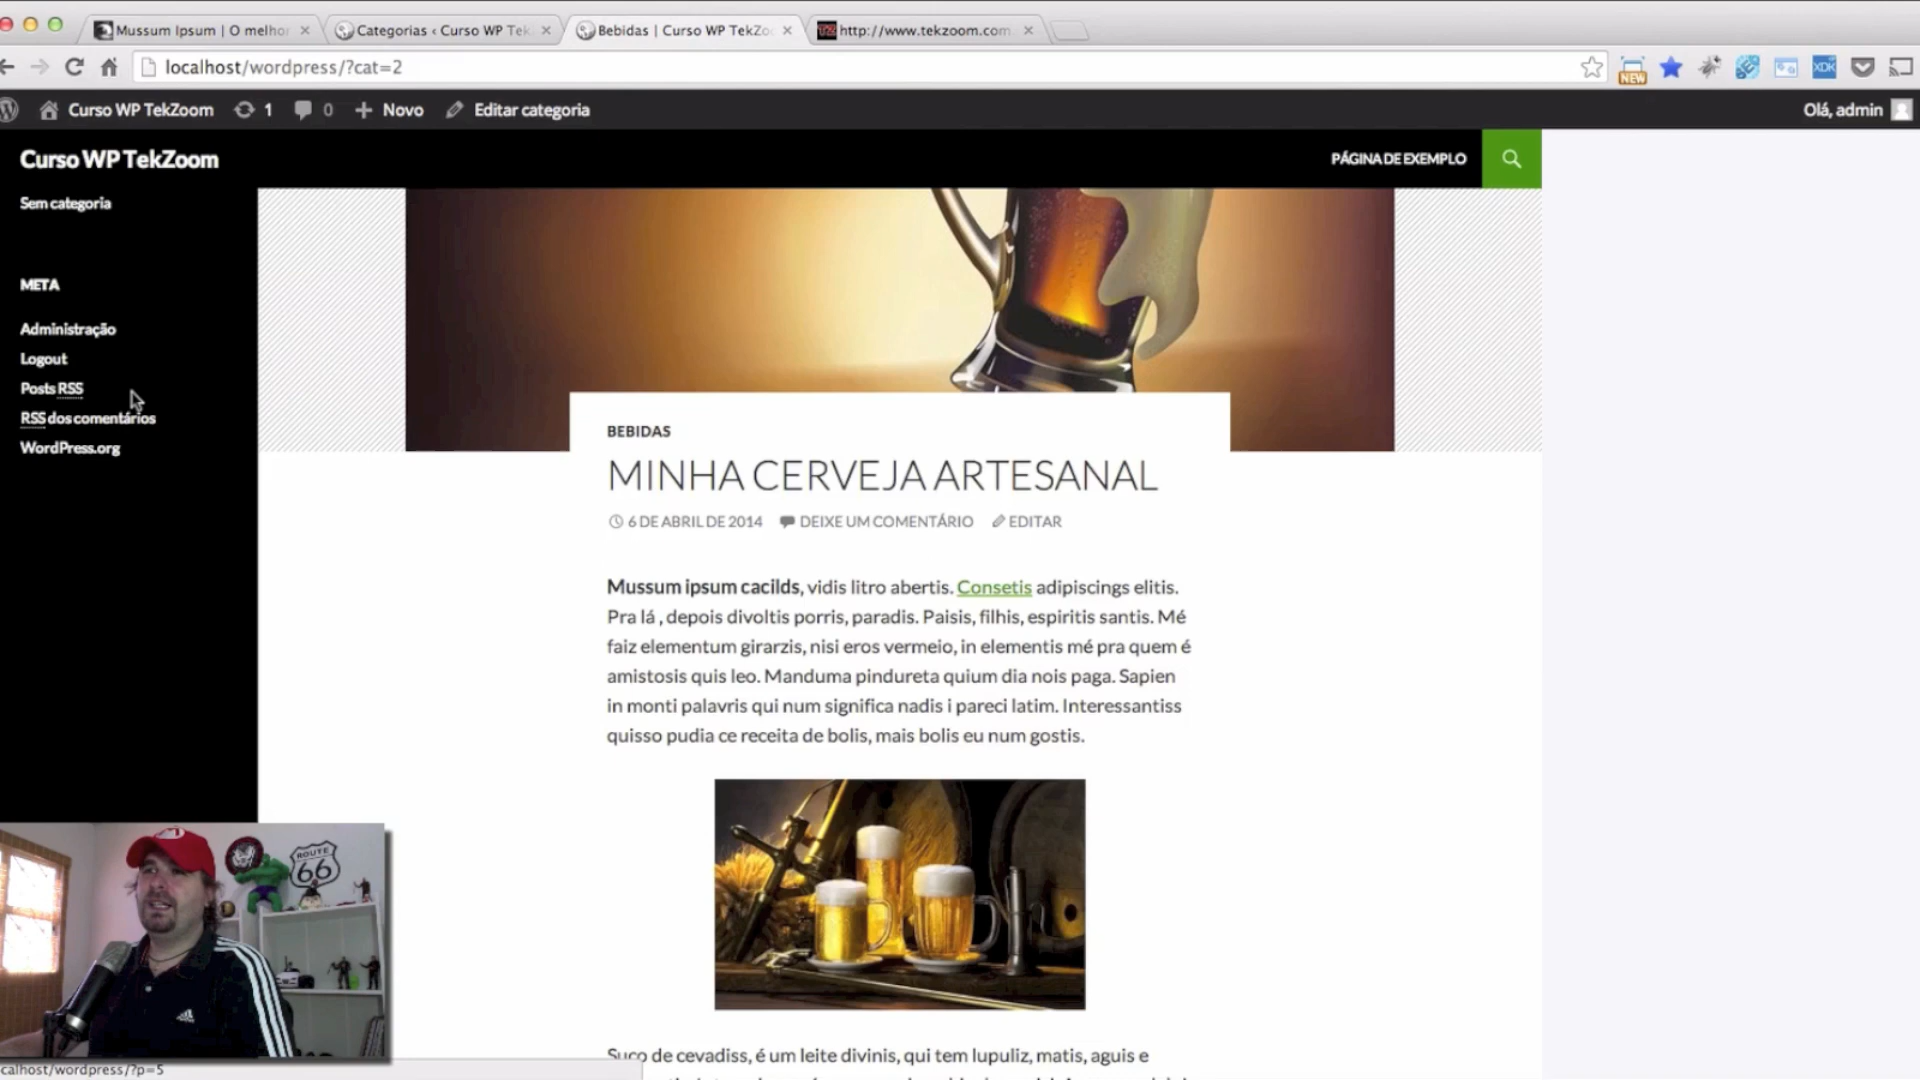 Mussum Ipsum | O melhor
Categorias ‹ Curso WP Tek
Bebidas | Curso WP TekZo
http://www.tekzoom.com
localhost/wordpress/?cat=2
NEW
XDK
Curso WP TekZoom
1
0
Novo
Editar categoria
Olá, admin
Curso WP TekZoom
PÁGINA DE EXEMPLO
Sem categoria
META
Administração
Logout
Posts RSS
RSS dos comentários
WordPress.org
BEBIDAS
MINHA CERVEJA ARTESANAL
6 DE ABRIL DE 2014
DEIXE UM COMENTÁRIO
EDITAR
Mussum ipsum cacilds, vidis litro abertis. Consetis adipiscings elitis.
Pra lá , depois divoltis porris, paradis. Paisis, filhis, espiritis santis. Mé
faiz elementum girarzis, nisi eros vermeio, in elementis mé pra quem é
amistosis quis leo. Manduma pindureta quium dia nois paga. Sapien
in monti palavris qui num significa nadis i pareci latim. Interessantiss
quisso pudia ce receita de bolis, mais bolis eu num gostis.
ROUTE
66
adidas
Suco de cevadiss, é um leite divinis, qui tem lupuliz, matis, aguis e
calhost/wordpress/?p=5